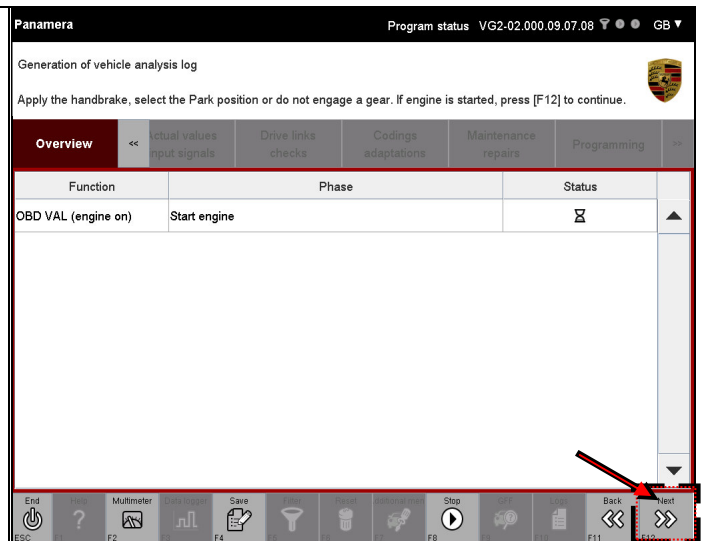 Panamera Program status VG2-02.000.09.07.08 GB ▼
Generation of vehicle analysis log
Apply the handbrake, select the Park position or do not engage a gear. If engine is started, press [F12] to continue.
Overview << Actual values Drive links Codings Maintenance Programming >>
input signals checks adaptations repairs
Function Phase Status
OBD VAL (engine on) Start engine
End Help Multimeter Data logger Save Filter Reset Additional menu Stop GFF Logs Back Next
ESC F1 F2 F3 F4 F5 F6 F7 F8 F9 F10 F11 F12